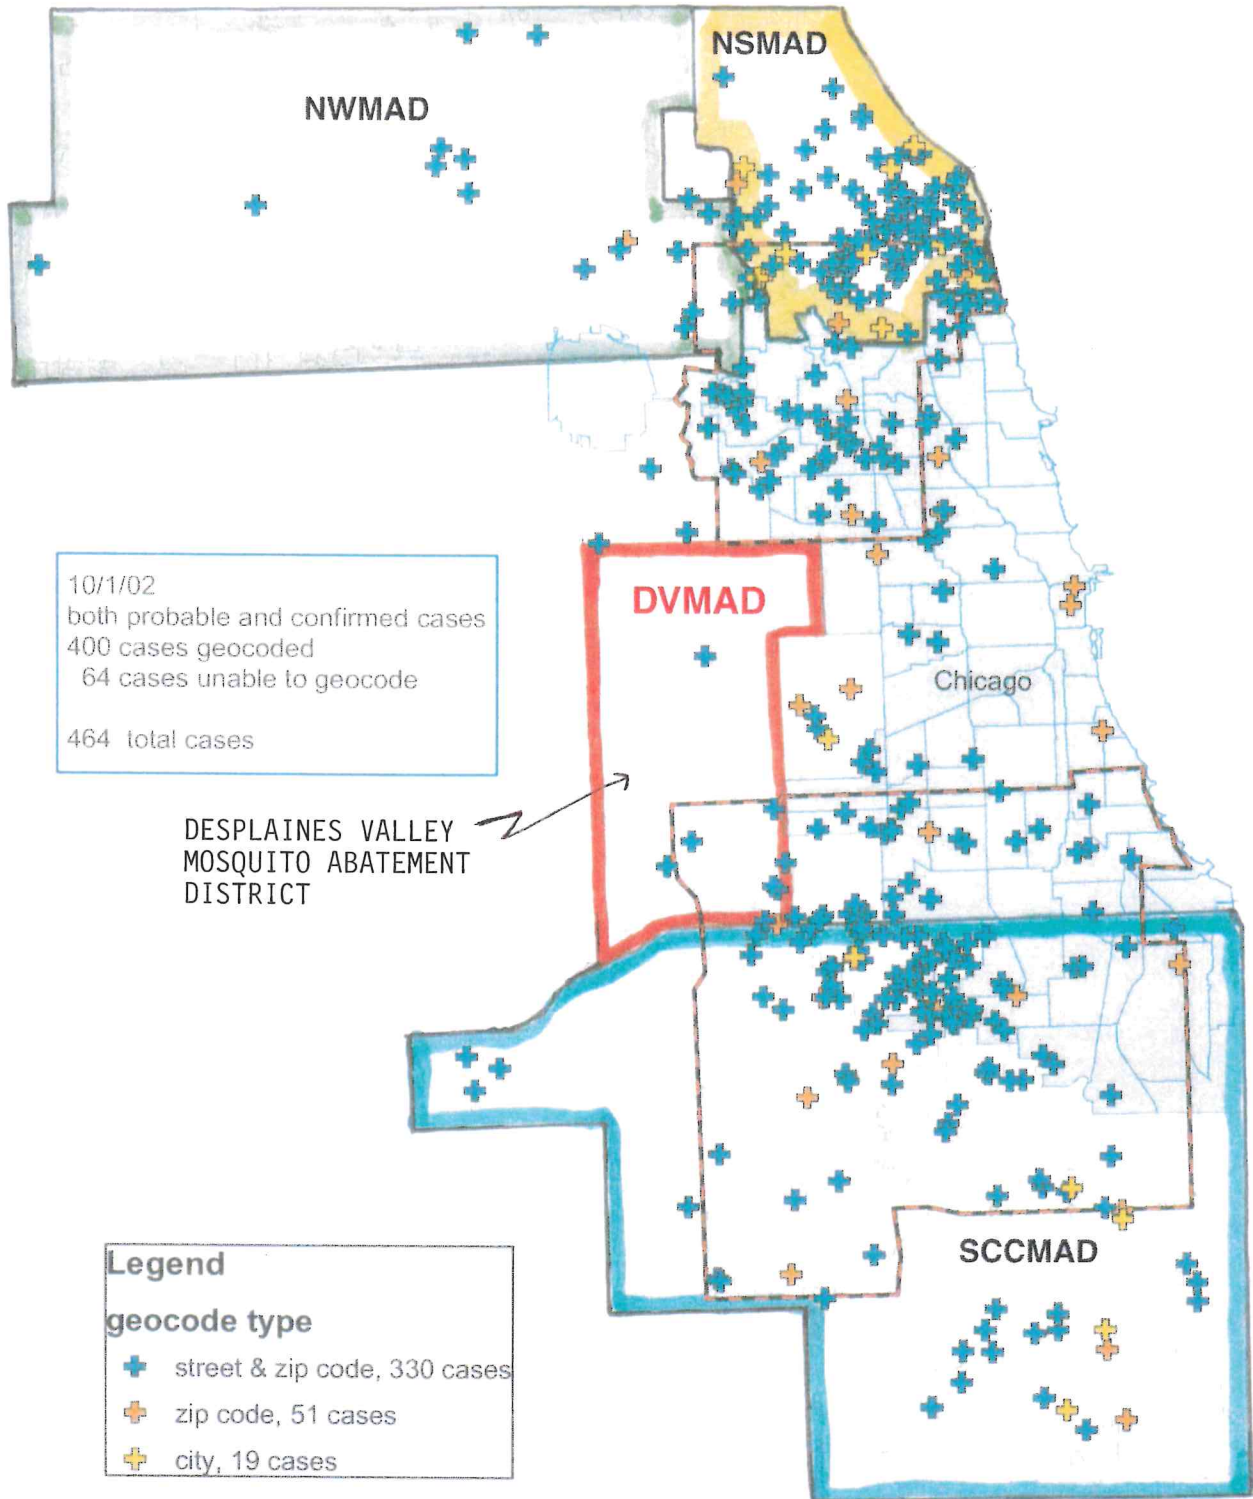 NSMAD
NWMAD
10/1/02
both probable and confirmed cases
400 cases geocoded
64 cases unable to geocode
464 total cases
DVMAD
Chicago
DESPLAINES VALLEY
MOSQUITO ABATEMENT
DISTRICT
SCCMAD
Legend
geocode type
street & zip code, 330 cases
zip code, 51 cases
city, 19 cases